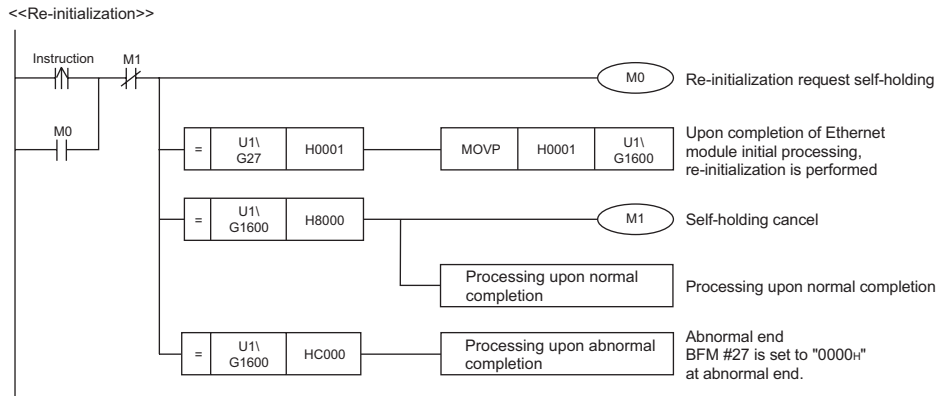 <<Re-initialization>>
Instruction
M1
M0
Re-initialization request self-holding
M0
=
U1\
G27
H0001
MOVP
H0001
U1\
G1600
Upon completion of Ethernet
module initial processing,
re-initialization is performed
=
U1\
G1600
H8000
M1
Self-holding cancel
Processing upon normal
completion
Processing upon normal completion
=
U1\
G1600
HC000
Processing upon abnormal
completion
Abnormal end
BFM #27 is set to "0000H"
at abnormal end.